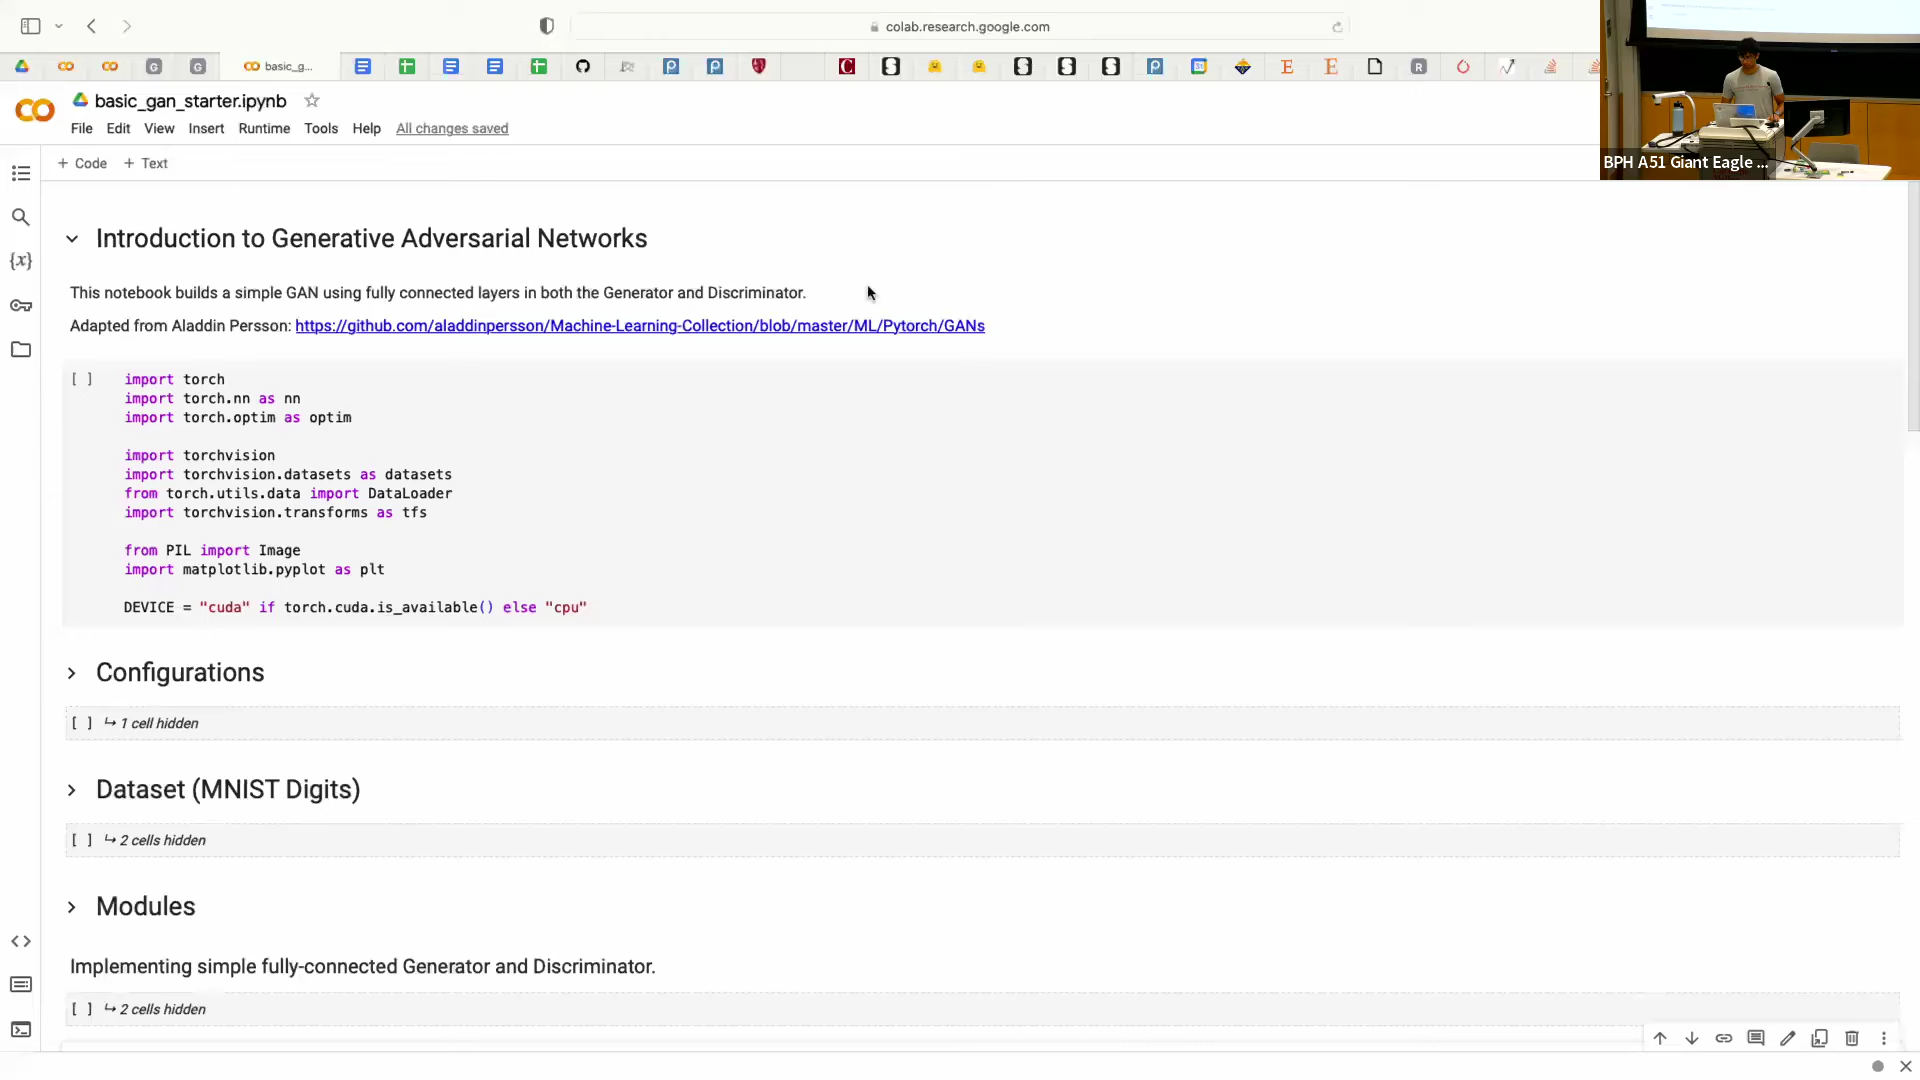 colab.research.google.com
basic_g...
basic_gan_starter.ipynb
File Edit View Insert Runtime Tools Help All changes saved
+ Code + Text
BPH A51 Giant Eagle ...
Introduction to Generative Adversarial Networks
This notebook builds a simple GAN using fully connected layers in both the Generator and Discriminator.
Adapted from Aladdin Persson: https://github.com/aladdinpersson/Machine-Learning-Collection/blob/master/ML/Pytorch/GANs
[ ] import torch
import torch.nn as nn
import torch.optim as optim
import torchvision
import torchvision.datasets as datasets
from torch.utils.data import DataLoader
import torchvision.transforms as tfs
from PIL import Image
import matplotlib.pyplot as plt
DEVICE = "cuda" if torch.cuda.is_available() else "cpu"
Configurations
[ ] ↳ 1 cell hidden
Dataset (MNIST Digits)
[ ] ↳ 2 cells hidden
Modules
Implementing simple fully-connected Generator and Discriminator.
[ ] ↳ 2 cells hidden